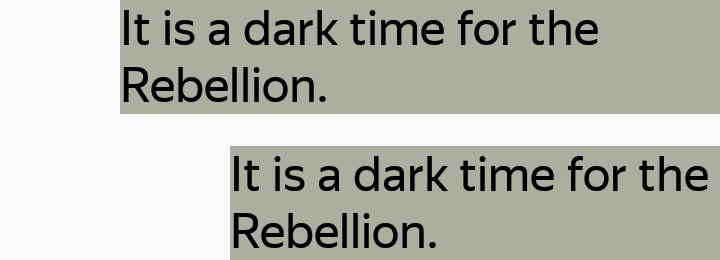 It is a dark time for the
Rebellion.
It is a dark time for the
Rebellion.